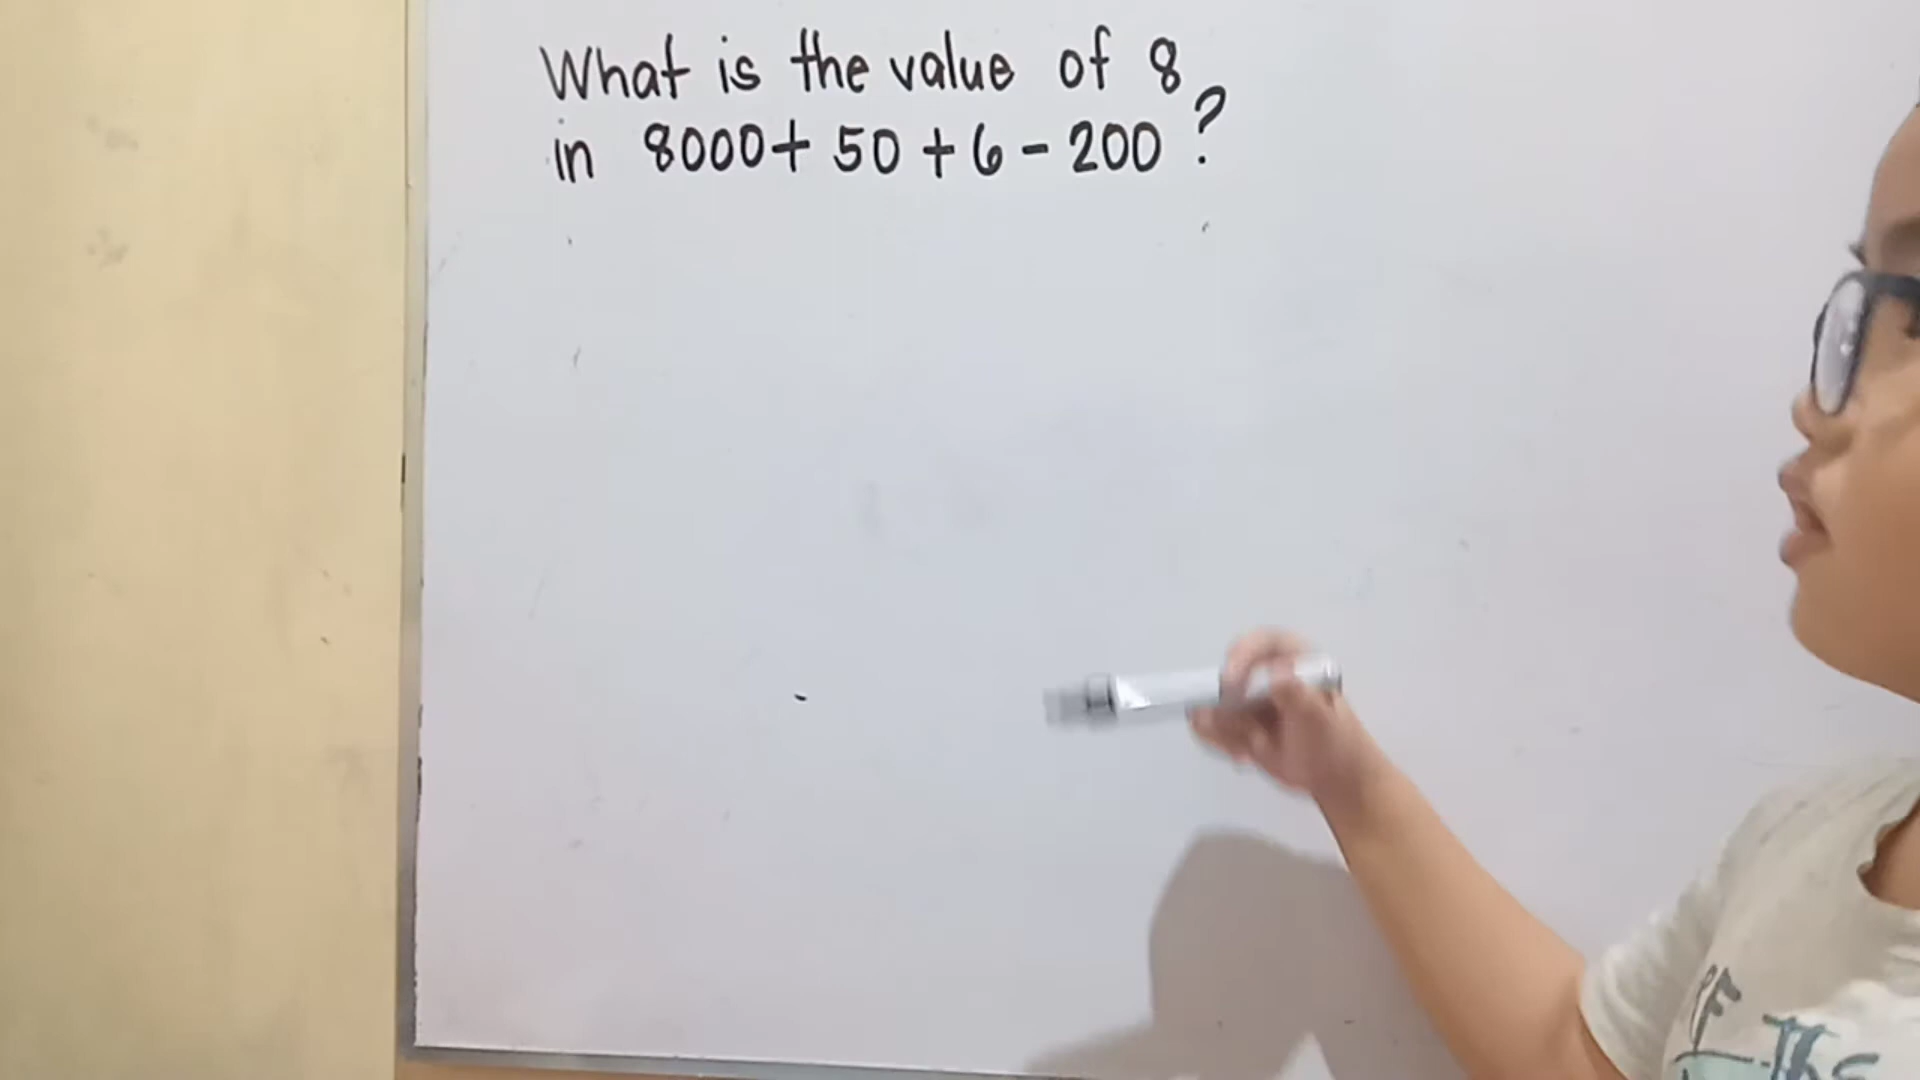 What is the value of 8
in 8000 + 50 + 6 - 200 ?